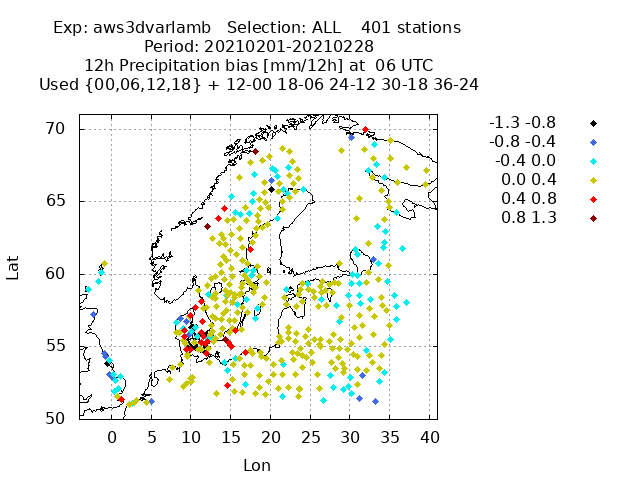 Exp: aws3dvarlamb Selection: ALL 401 stations
Period: 20210201-20210228
12h Precipitation bias [mm/12h] at 06 UTC
Used {00,06,12,18} + 12-00 18-06 24-12 30-18 36-24
-1.3 -0.8
-0.8 -0.4
-0.4 0.0
0.0 0.4
0.4 0.8
0.8 1.3
70
65
60
55
50
Lat
0 5 10 15 20 25 30 35 40
Lon